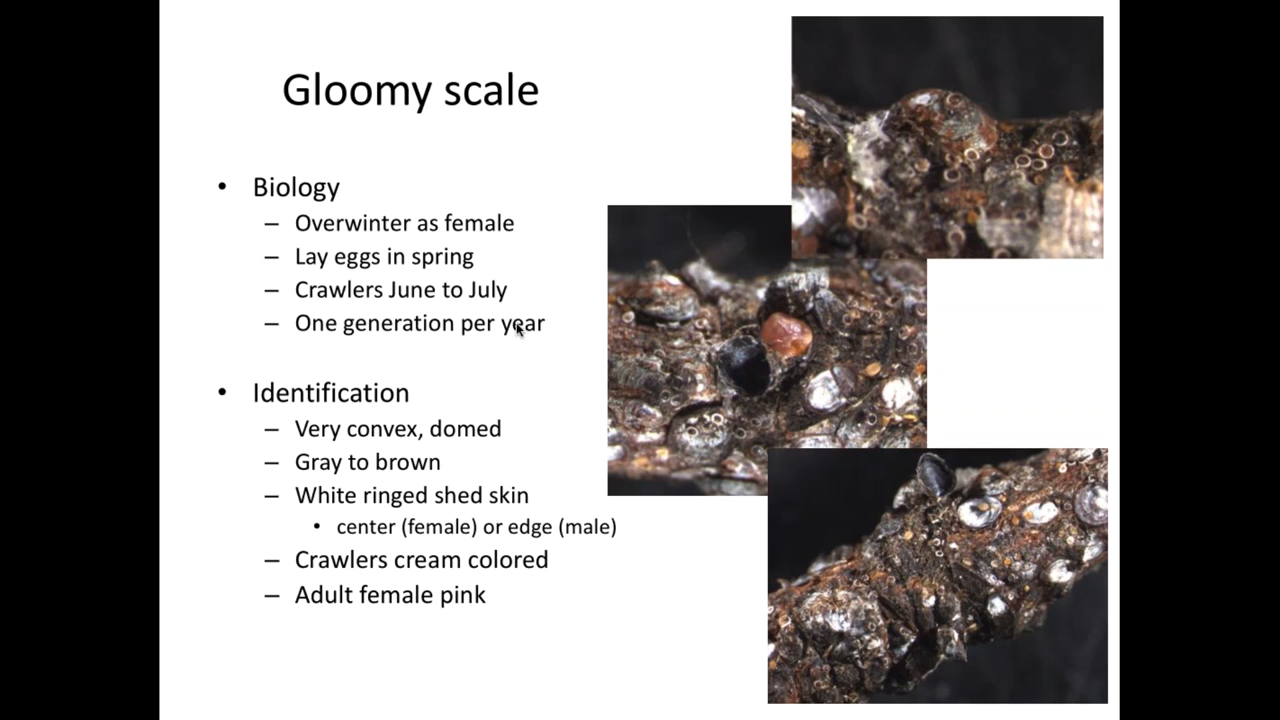 Gloomy scale
• Biology
– Overwinter as female
– Lay eggs in spring
– Crawlers June to July
– One generation per year
• Identification
– Very convex, domed
– Gray to brown
– White ringed shed skin
• center (female) or edge (male)
– Crawlers cream colored
– Adult female pink